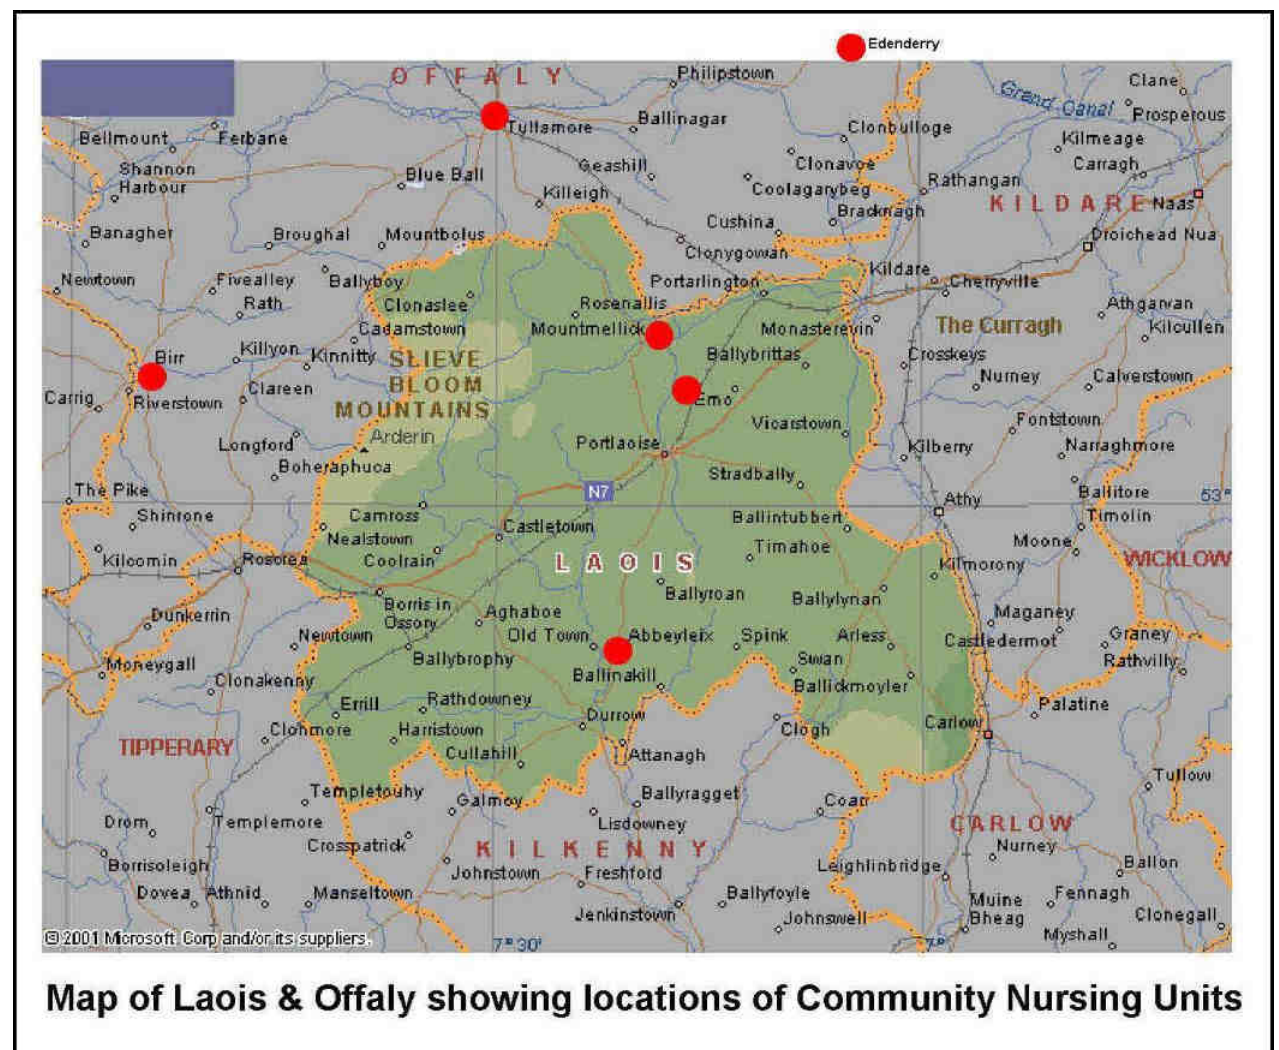 Edenderry
OFFALY
Philipstown
Clane
Grand Canal
Prosperous
Tullamore
Ballinagar
Clonbulloge
Kilmeage
Bellmount
Ferbane
Geashill
Clonavoe
Carragh
Shannon
Harbour
Blue Ball
Killeigh
Coolagarybeg
Rathangan
KILDARE
Naas
Bracknagh
Cushina
Banagher
Broughal
Mountbolus
Droichead Nua
Clonygowan
Newtown
Fivealley
Ballyboy
Portarlington
Kildare
Cherryville
Rath
Clonaslee
Rosenallis
Athgarvan
Cadamstown
Mountmellick
Monasterevin
The Curragh
Kilcullen
Birr
Killyon
Kinnitty
SLIEVE
BLOOM
MOUNTAINS
Ballybrittas
Crosskeys
Nurney
Calverstown
Carrig
Riverstown
Clareen
Emo
Vicarstown
Fontstown
Longford
Arderin
Portlaoise
Kilberry
Narraghmore
Boheraphuca
Stradbally
The Pike
N7
Athy
Ballitore
53°
Shinrone
Camross
Castletown
Ballintubbert
Timolin
Nealstown
Kilcomin
Roscrea
Coolrain
LAOIS
Timahoe
Moone
WICKLOW
Kilmorony
Borris in
Ossory
Ballyroan
Ballylynan
Dunkerrin
Aghaboe
Maganey
Newtown
Old Town
Abbeyleix
Spink
Arless
Castledermot
Graney
Moneygall
Ballybrophy
Swan
Rathvilly
Clonakenny
Ballinakill
Ballickmoyler
Errill
Rathdowney
Palatine
Durrow
Clohmore
Harristown
Clogh
Carlow
TIPPERARY
Cullahill
Attanagh
Tullow
Templetouhy
Galmoy
Ballyragget
Coan
Drom
Templemore
Lisdowney
CARLOW
Crosspatrick
KILKENNY
Nurney
Borrisoleigh
Johnstown
Freshford
Leighlinbridge
Ballon
Dovea
Athnid
Manseltown
Ballyfoyle
Muine
Bheag
Fennagh
Jenkinstown
Johnswell
Clonegall
Myshall
© 2001 Microsoft Corp and/or its suppliers.
7° 30'
7°
Map of Laois & Offaly showing locations of Community Nursing Units